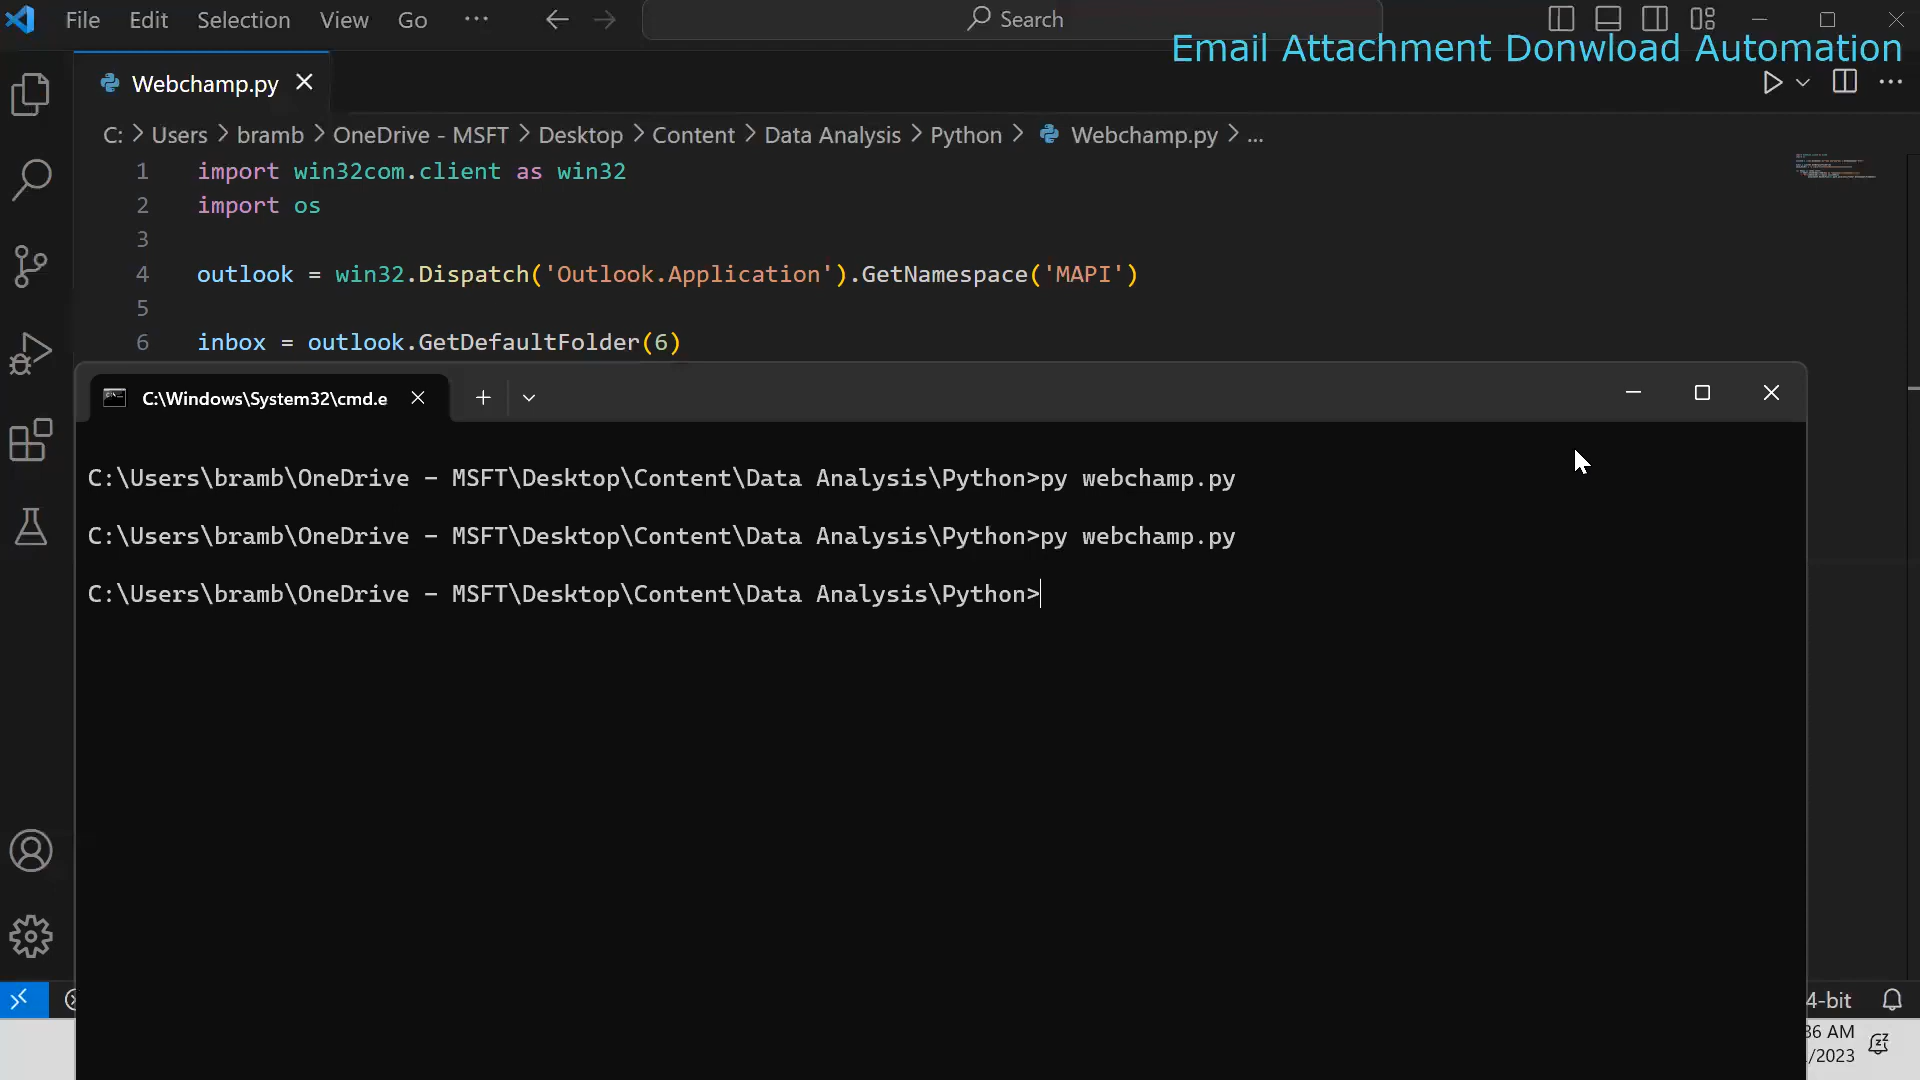 File Edit Selection View Go ... Search
Email Attachment Donwload Automation
Webchamp.py
C: > Users > bramb > OneDrive - MSFT > Desktop > Content > Data Analysis > Python > Webchamp.py > ...
1 import win32com.client as win32
2 import os
3
4 outlook = win32.Dispatch('Outlook.Application').GetNamespace('MAPI')
5
6 inbox = outlook.GetDefaultFolder(6)
C:\Windows\System32\cmd.e
C:\Users\bramb\OneDrive - MSFT\Desktop\Content\Data Analysis\Python>py webchamp.py
C:\Users\bramb\OneDrive - MSFT\Desktop\Content\Data Analysis\Python>py webchamp.py
C:\Users\bramb\OneDrive - MSFT\Desktop\Content\Data Analysis\Python>
4-bit
36 AM
/2023